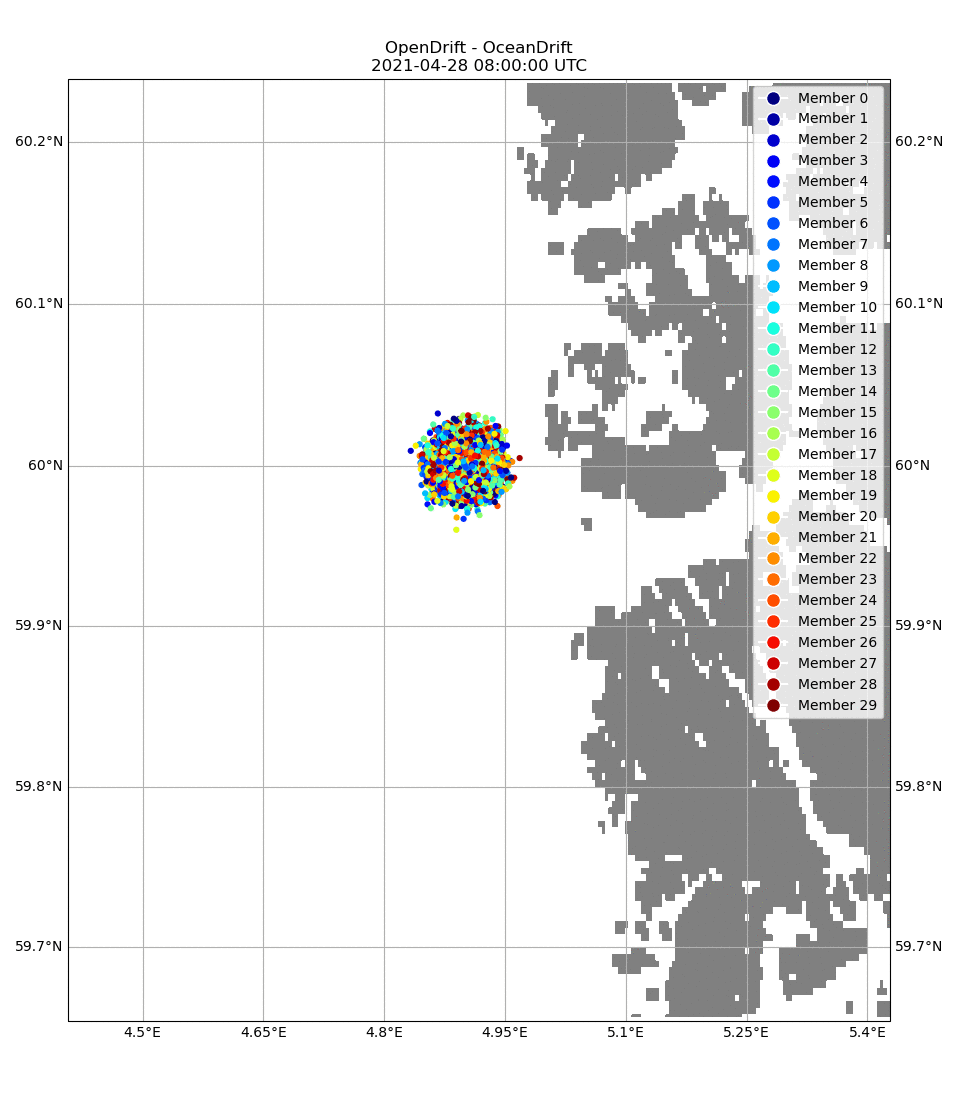 OpenDrift - OceanDrift
2021-04-28 08:00:00 UTC
Member 0
Member 1
60.2°N
60.2°N
Member 2
Member 3
Member 4
Member 5
Member 6
Member 7
Member 8
Member 9
60.1°N
60.1°N
Member 10
Member 11
Member 12
Member 13
Member 14
Member 15
Member 16
Member 17
60°N
60°N
Member 18
Member 19
Member 20
Member 21
Member 22
Member 23
Member 24
Member 25
59.9°N
59.9°N
Member 26
Member 27
Member 28
Member 29
59.8°N
59.8°N
59.7°N
59.7°N
4.5°E
4.65°E
4.8°E
4.95°E
5.1°E
5.25°E
5.4°E